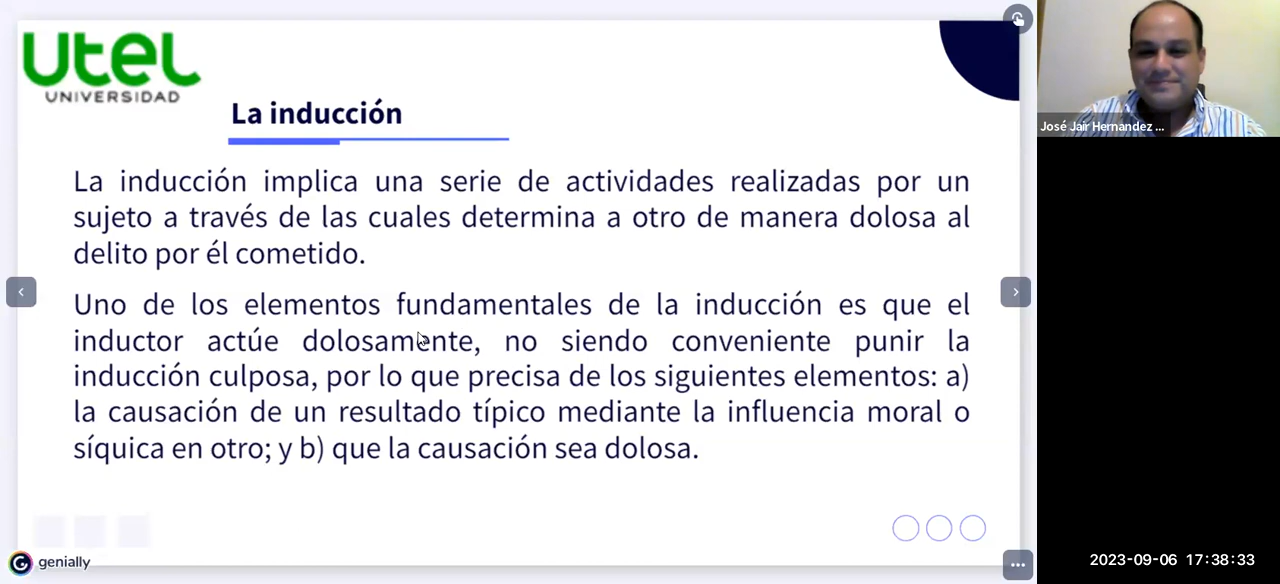 utel
UNIVERSIDAD
La inducción
La inducción implica una serie de actividades realizadas por un
sujeto a través de las cuales determina a otro de manera dolosa al
delito por él cometido.
Uno de los elementos fundamentales de la inducción es que el
inductor actúe dolosamente, no siendo conveniente punir la
inducción culposa, por lo que precisa de los siguientes elementos: a)
la causación de un resultado típico mediante la influencia moral o
síquica en otro; y b) que la causación sea dolosa.
genially
José Jair Hernandez ...
2023-09-06 17:38:33